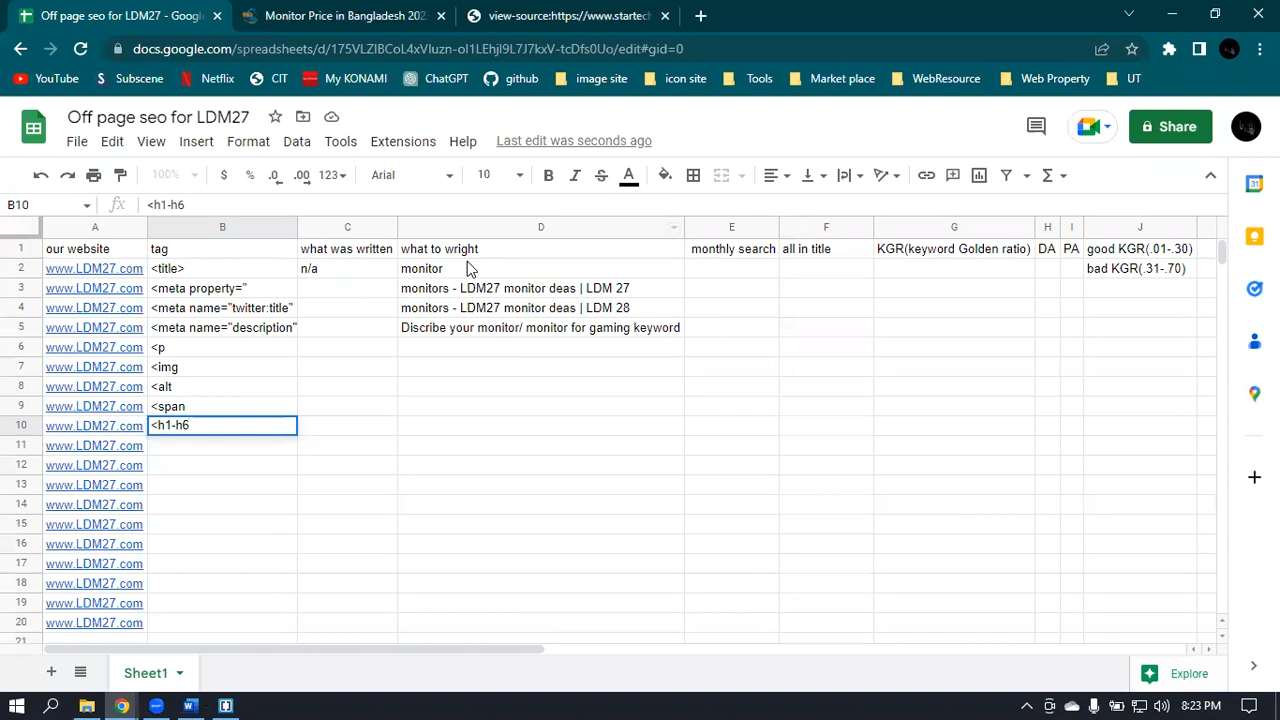 Off page seo for LDM27 - Google
Monitor Price in Bangladesh 202
view-source:https://www.startech
docs.google.com/spreadsheets/d/175VLZIBCoL4xVIuzn-ol1LEhjI9L7J7kxV-tcDfs0Uo/edit#gid=0
YouTube Subscene Netflix CIT My KONAMI ChatGPT github image site icon site Tools Market place WebResource Web Property UT
Off page seo for LDM27
File Edit View Insert Format Data Tools Extensions Help Last edit was seconds ago
Share
100% $ % .0 .00 123 Arial 10
B10 <h1-h6
A B C D E F G H I J
1 our website tag what was written what to wright monthly search all in title KGR(keyword Golden ratio) DA PA good KGR(.01-.30)
2 www.LDM27.com <title> n/a monitor bad KGR(.31-.70)
3 www.LDM27.com <meta property=" monitors - LDM27 monitor deas | LDM 27
4 www.LDM27.com <meta name="twitter:title" monitors - LDM27 monitor deas | LDM 28
5 www.LDM27.com <meta name="description" Discribe your monitor/ monitor for gaming keyword
6 www.LDM27.com <p
7 www.LDM27.com <img
8 www.LDM27.com <alt
9 www.LDM27.com <span
10 www.LDM27.com <h1-h6
11 www.LDM27.com
12 www.LDM27.com
13 www.LDM27.com
14 www.LDM27.com
15 www.LDM27.com
16 www.LDM27.com
17 www.LDM27.com
18 www.LDM27.com
19 www.LDM27.com
20 www.LDM27.com
21
Sheet1
Explore
8:23 PM